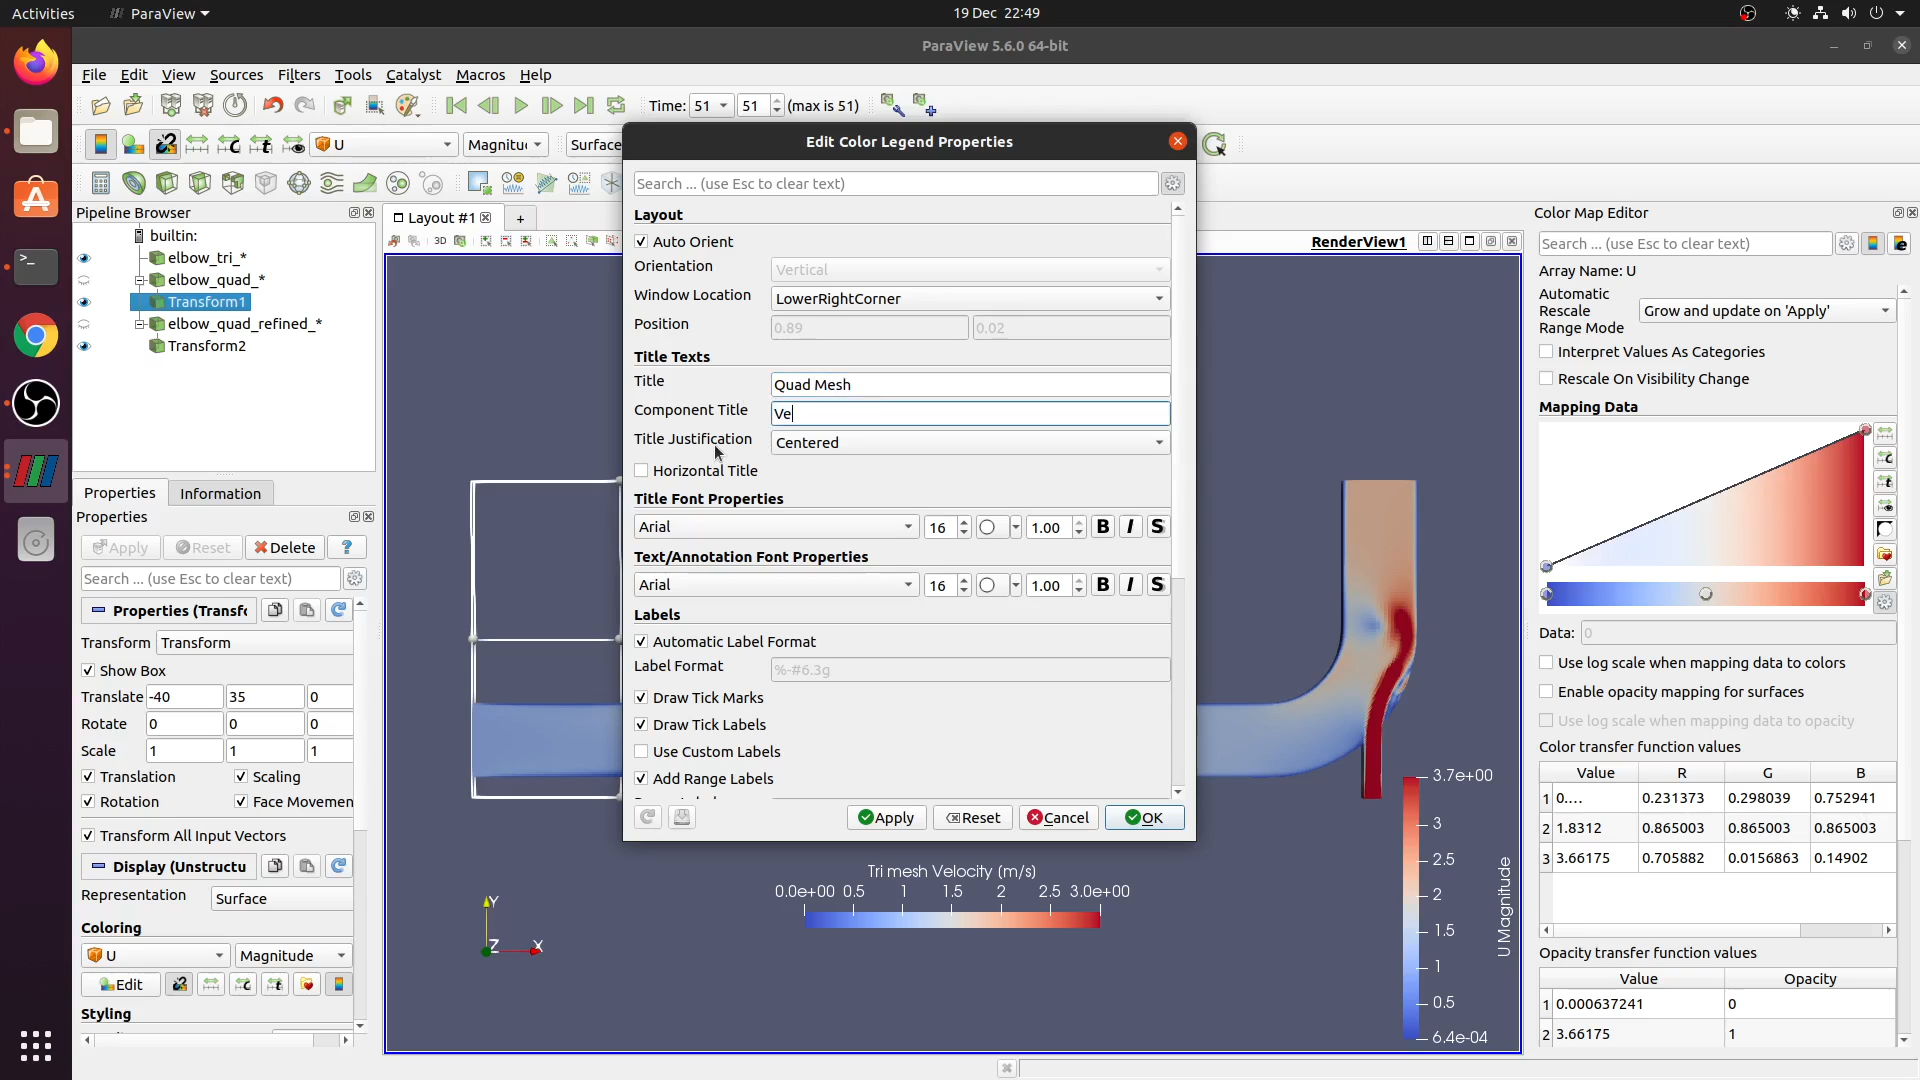 Activities
ParaView
19 Dec 22:49
ParaView 5.6.0 64-bit
File Edit View Sources Filters Tools Catalyst Macros Help
Time: 51 51 (max is 51)
U
Surface
Edit Color Legend Properties
Search ... (use Esc to clear text)
Layout
Auto Orient
Orientation Vertical
Window Location LowerRightCorner
Position 0.89 0.02
Title Texts
Title Quad Mesh
Component Title Ve
Title Justification Centered
Horizontal Title
Title Font Properties
Arial 16 1.00 B I S
Text/Annotation Font Properties
Arial 16 1.00 B I S
Labels
Automatic Label Format
Label Format %-#6.3g
Draw Tick Marks
Draw Tick Labels
Use Custom Labels
Add Range Labels
Apply Reset Cancel OK
Pipeline Browser
builtin:
elbow_tri_*
elbow_quad_*
Transform1
elbow_quad_refined_*
Transform2
Properties Information
Properties
Apply Reset Delete ?
Search ... (use Esc to clear text)
Properties (Transfo
Transform Transform
Show Box
Translate -40 35 0
Rotate 0 0 0
Scale 1 1 1
Translation Scaling
Rotation Face Movemen
Transform All Input Vectors
Display (Unstructu
Representation Surface
Coloring
U Magnitude
Edit
Styling
Layout #1 +
3D
RenderView1
Tri mesh Velocity (m/s)
0.0e+00 0.5 1 1.5 2 2.5 3.0e+00
Y
Z X
3.7e+00
3
2.5
2
1.5
1
0.5
6.4e-04
U Magnitude
Color Map Editor
Search ... (use Esc to clear text)
Array Name: U
Automatic
Rescale
Range Mode
Grow and update on 'Apply'
Interpret Values As Categories
Rescale On Visibility Change
Mapping Data
Data: 0
Use log scale when mapping data to colors
Enable opacity mapping for surfaces
Use log scale when mapping data to opacity
Color transfer function values
Value R G B
1 0.... 0.231373 0.298039 0.752941
2 1.8312 0.865003 0.865003 0.865003
3 3.66175 0.705882 0.0156863 0.14902
Opacity transfer function values
Value Opacity
1 0.000637241 0
2 3.66175 1